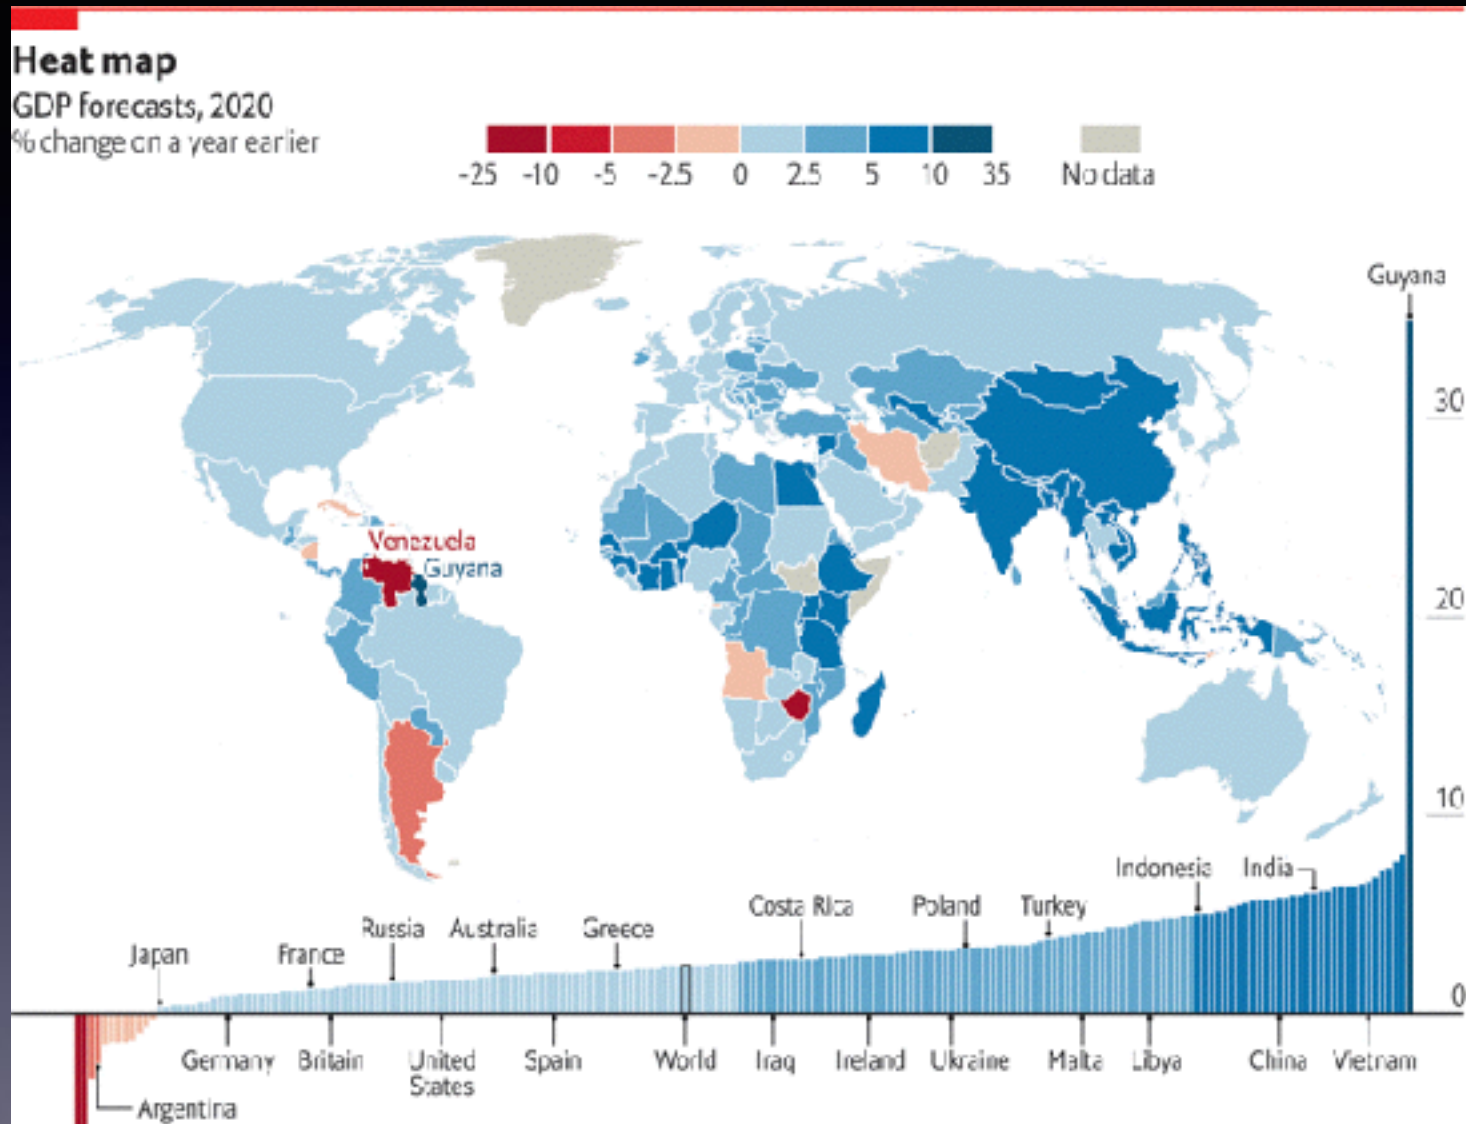 Heat map
GDP forecasts, 2020
% change on a year earlier
-25 -10 -5 -2.5 0 2.5 5 10 35
No data
Guyana
30
Venezuela
Guyana
20
10
Indonesia
India
Costa Rica
Poland
Turkey
Russia
Australia
Greece
Japan
France
0
Germany
Britain
United
States
Spain
World
Iraq
Ireland
Ukraine
Malta
Libya
China
Vietnam
Argentina